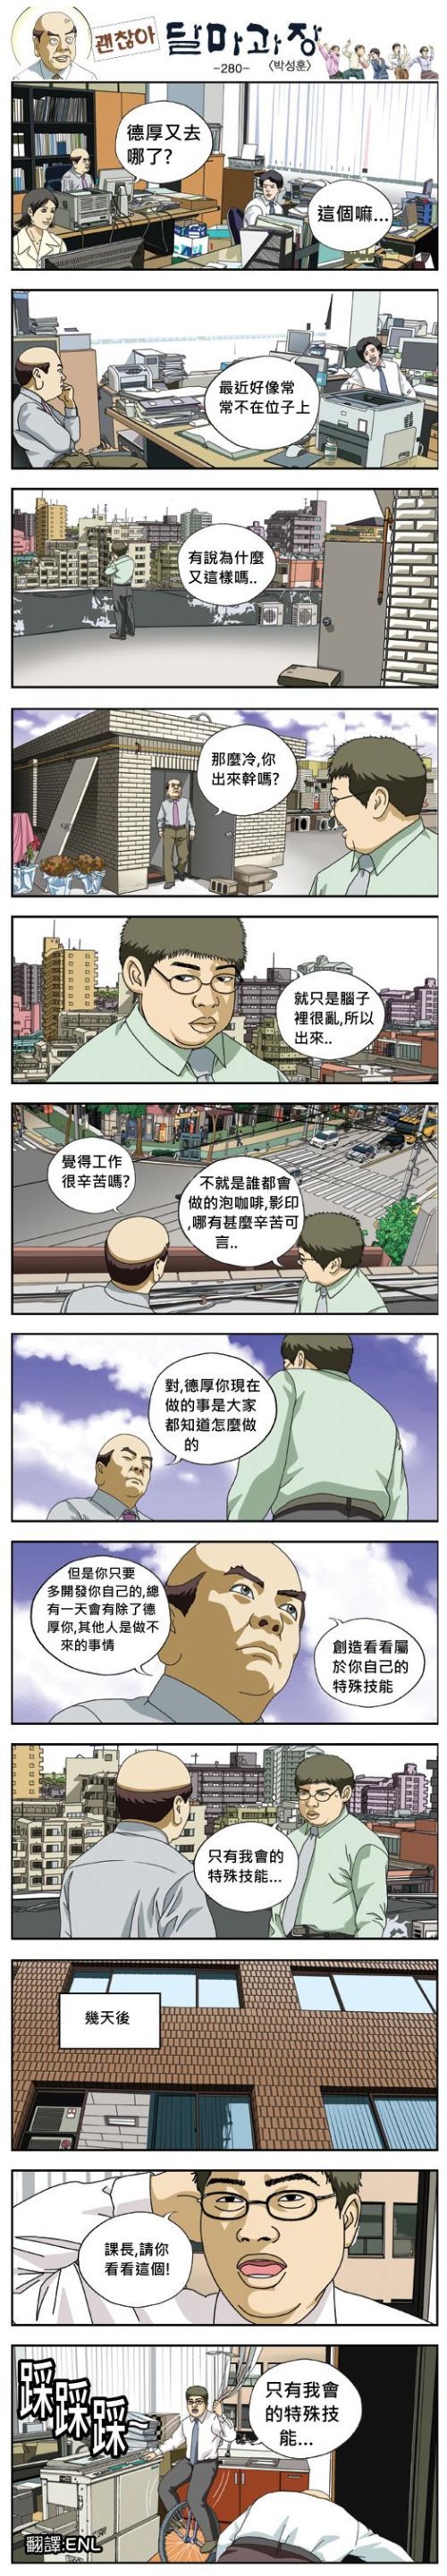 괜찮아 달마과장
-280- <박성훈>
德厚又去
哪了?
這個嘛...
最近好像常
常不在位子上
有說為什麼
又這樣嗎..
那麼冷,你
出來幹嗎?
就只是腦子
裡很亂,所以
出來..
覺得工作
很辛苦嗎?
不就是誰都會
做的泡咖啡,影印
,哪有甚麼辛苦可
言..
對,德厚你現在
做的事是大家
都知道怎麼做
的
但是你只要
多開發你自己的,總
有一天會有除了德
厚你,其他人是做不
來的事情
創造看看屬
於你自己的
特殊技能
只有我會的
特殊技能...
幾天後
課長,請你
看看這個!
踩踩踩~
只有我會
的特殊技
能...
翻譯:ENL